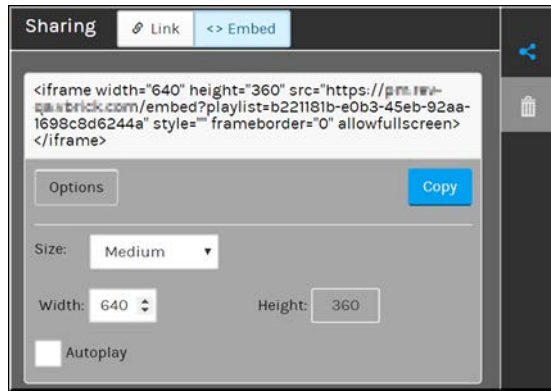 Sharing
Link
<> Embed
<iframe width="640" height="360" src="https://
/embed?playlist=b221181b-e0b3-45eb-92aa-
1698c8d6244a" style="" frameborder="0" allowfullscreen>
</iframe>
Options
Copy
Size: Medium
Width: 640 Height: 360
Autoplay